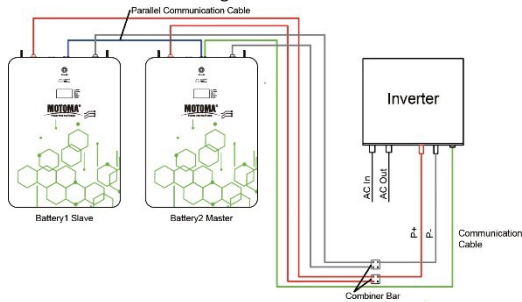 Parallel Communication Cable
MOTOMA®
MOTOMA®
Inverter
AC In
AC Out
P+
P-
Battery1 Slave
Battery2 Master
Communication
Cable
Combiner Bar